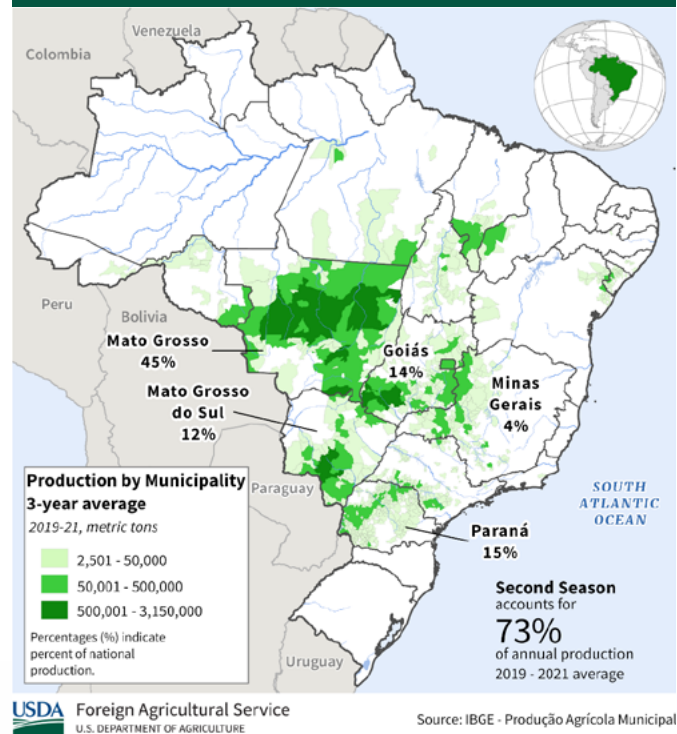 Venezuela
Colombia
Peru
Bolivia
Mato Grosso
45%
Goiás
14%
Mato Grosso
do Sul
12%
Minas
Gerais
4%
Paraguay
Paraná
15%
SOUTH
ATLANTIC
OCEAN
Production by Municipality
3-year average
2019-21, metric tons
2,501 - 50,000
50,001 - 500,000
500,001 - 3,150,000
Percentages (%) indicate
percent of national
production.
Uruguay
Second Season
accounts for
73%
of annual production
2019 - 2021 average
USDA
Foreign Agricultural Service
U.S. DEPARTMENT OF AGRICULTURE
Source: IBGE - Produção Agrícola Municipal